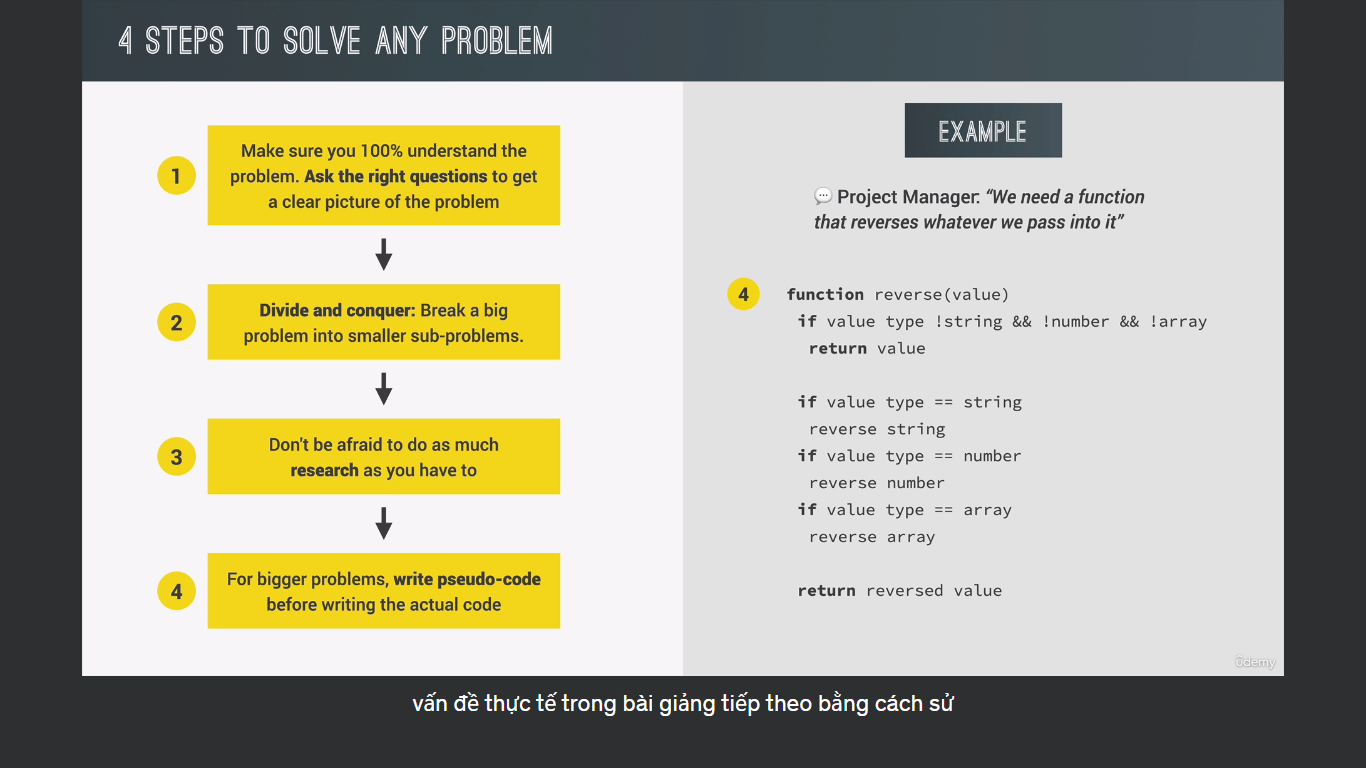 4 STEPS TO SOLVE ANY PROBLEM
1
Make sure you 100% understand the
problem. Ask the right questions to get
a clear picture of the problem
2
Divide and conquer: Break a big
problem into smaller sub-problems.
3
Don't be afraid to do as much
research as you have to
4
For bigger problems, write pseudo-code
before writing the actual code
EXAMPLE
💬 Project Manager: “We need a function
that reverses whatever we pass into it”
4
function reverse(value)
if value type !string && !number && !array
return value
if value type == string
reverse string
if value type == number
reverse number
if value type == array
reverse array
return reversed value
ûdemy
vấn đề thực tế trong bài giảng tiếp theo bằng cách sử